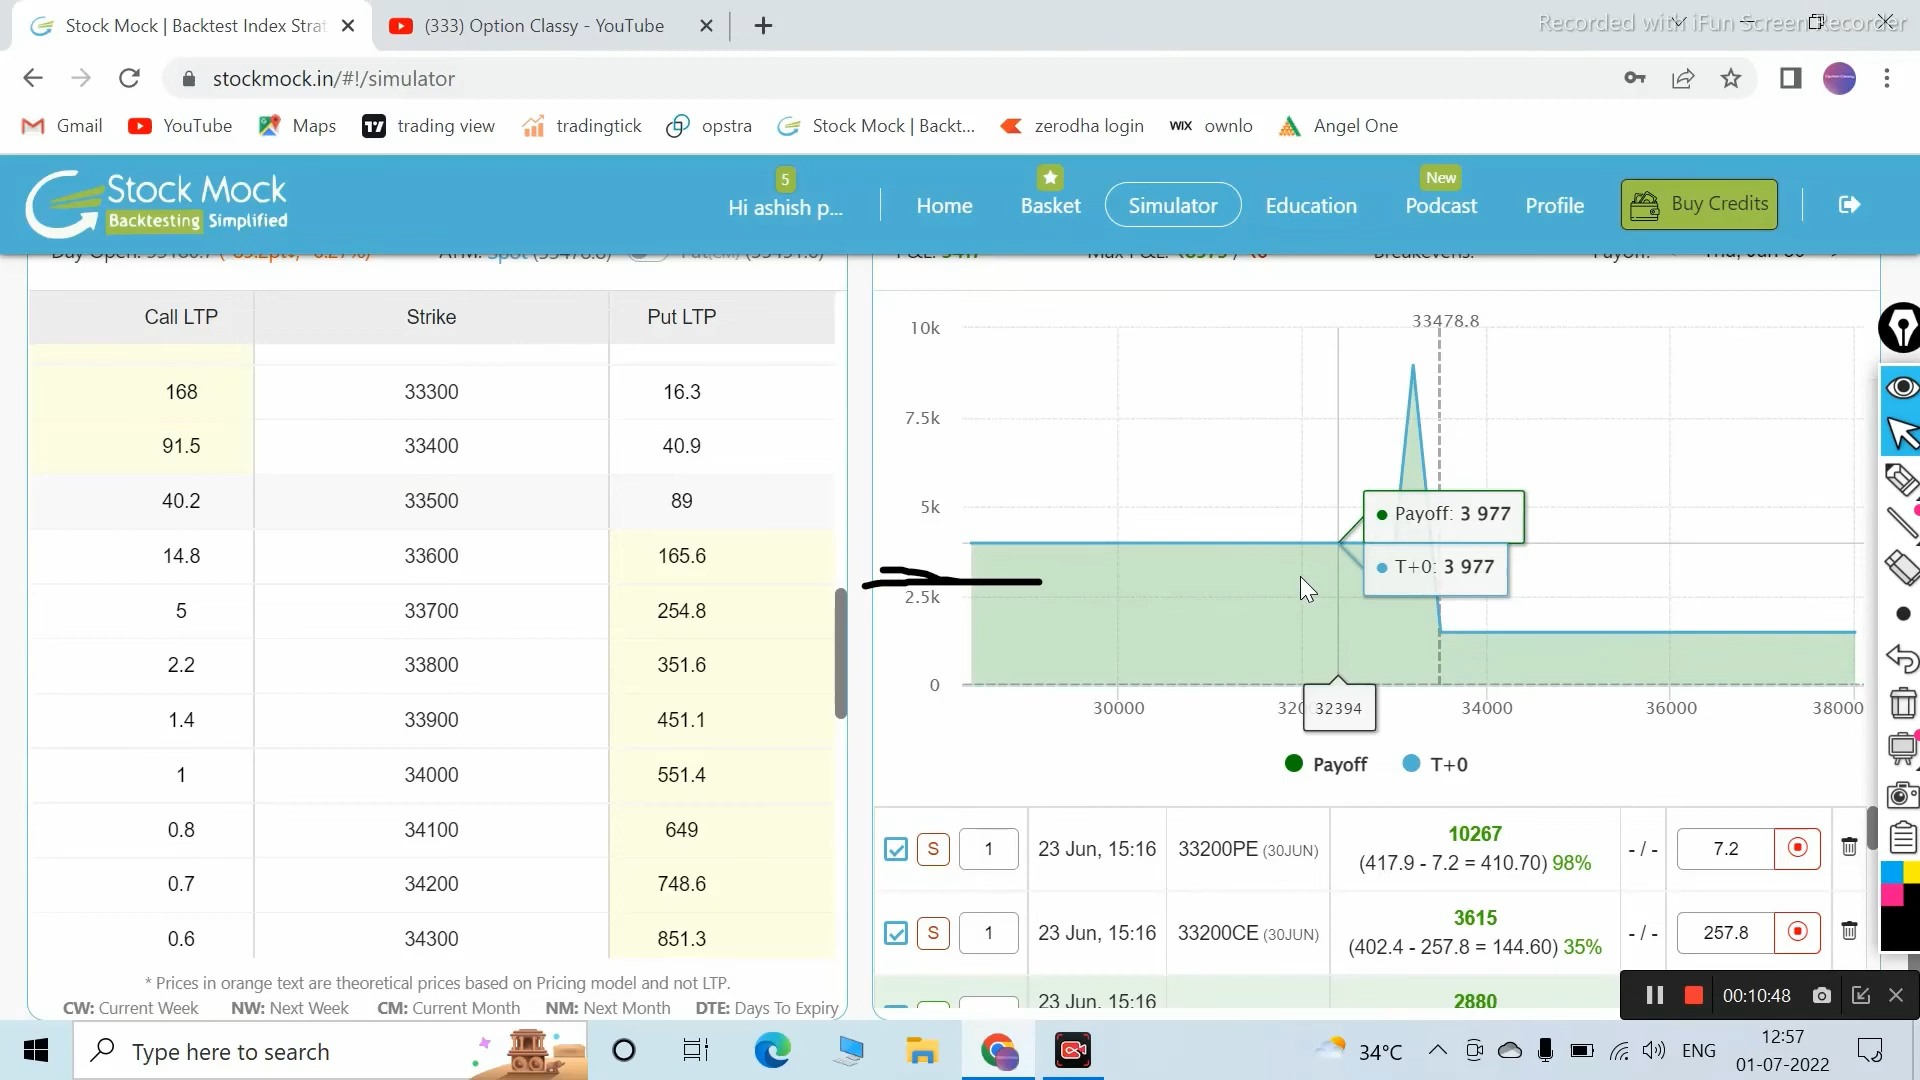 Stock Mock | Backtest Index Strat
(333) Option Classy - YouTube
Recorded with iFun Screen Recorder
stockmock.in/#!/simulator
Gmail
YouTube
Maps
trading view
tradingtick
opstra
Stock Mock | Backt...
zerodha login
WIX ownlo
Angel One
Stock Mock
Backtesting Simplified
5
Hi ashish p...
Home
Basket
Simulator
Education
New
Podcast
Profile
Buy Credits
Call LTP Strike Put LTP
168 33300 16.3
91.5 33400 40.9
40.2 33500 89
14.8 33600 165.6
5 33700 254.8
2.2 33800 351.6
1.4 33900 451.1
1 34000 551.4
0.8 34100 649
0.7 34200 748.6
0.6 34300 851.3
* Prices in orange text are theoretical prices based on Pricing model and not LTP.
CW: Current Week NW: Next Week CM: Current Month NM: Next Month DTE: Days To Expiry
33478.8
10k
7.5k
5k
2.5k
0
Payoff: 3 977
T+0: 3 977
30000 320 32394 34000 36000 38000
Payoff T+0
S 1 23 Jun, 15:16 33200PE (30JUN) 10267 - / - 7.2
(417.9 - 7.2 = 410.70) 98%
S 1 23 Jun, 15:16 33200CE (30JUN) 3615 - / - 257.8
(402.4 - 257.8 = 144.60) 35%
23 Jun, 15:16 2880
00:10:48
Type here to search
34°C
ENG
12:57
01-07-2022